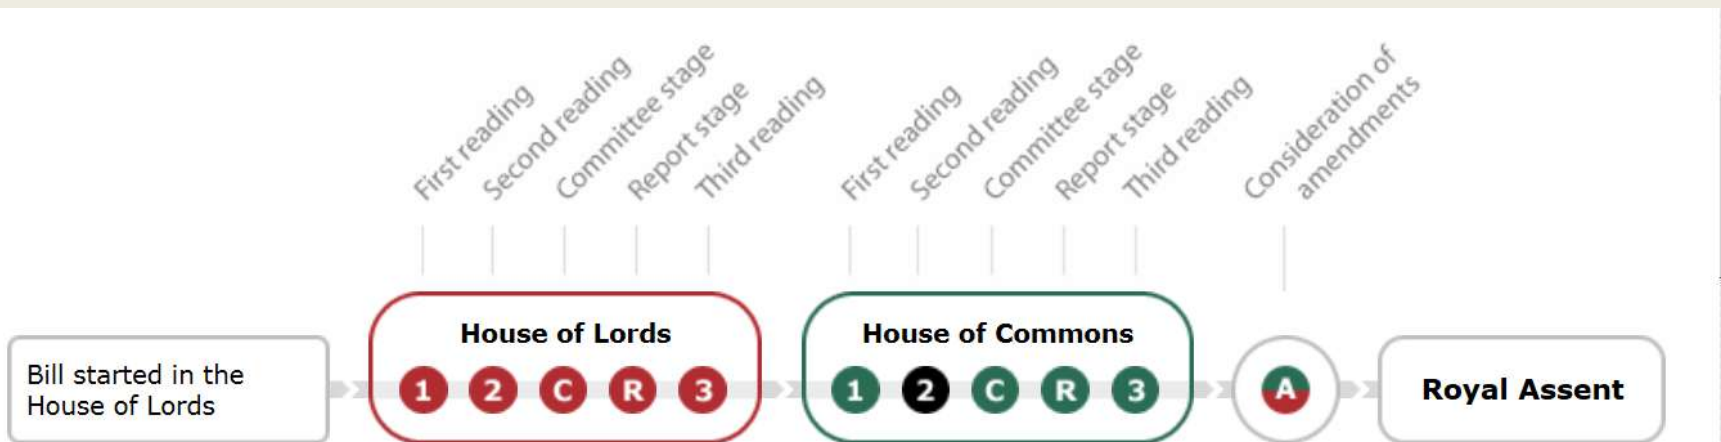 First reading
Second reading
Committee stage
Report stage
Third reading
First reading
Second reading
Committee stage
Report stage
Third reading
Consideration of
amendments
Bill started in the
House of Lords
House of Lords
1 2 C R 3
House of Commons
1 2 C R 3
A
Royal Assent